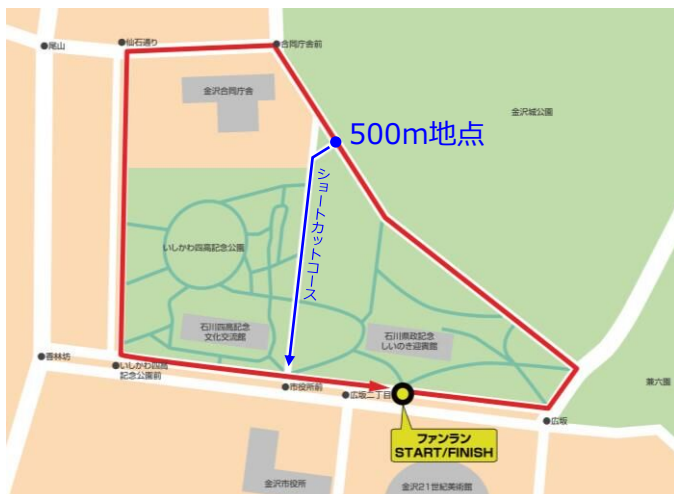 尾山
仙石通り
合同庁舎前
金沢合同庁舎
金沢城公園
500m地点
ショートカットコース
いしかわ四高記念公園
石川四高記念
文化交流館
石川県政記念
しいのき迎賓館
香林坊
いしかわ四高
記念公園前
市役所前
広坂二丁目
広坂
兼六園
ファンラン
START/FINISH
金沢市役所
金沢21世紀美術館